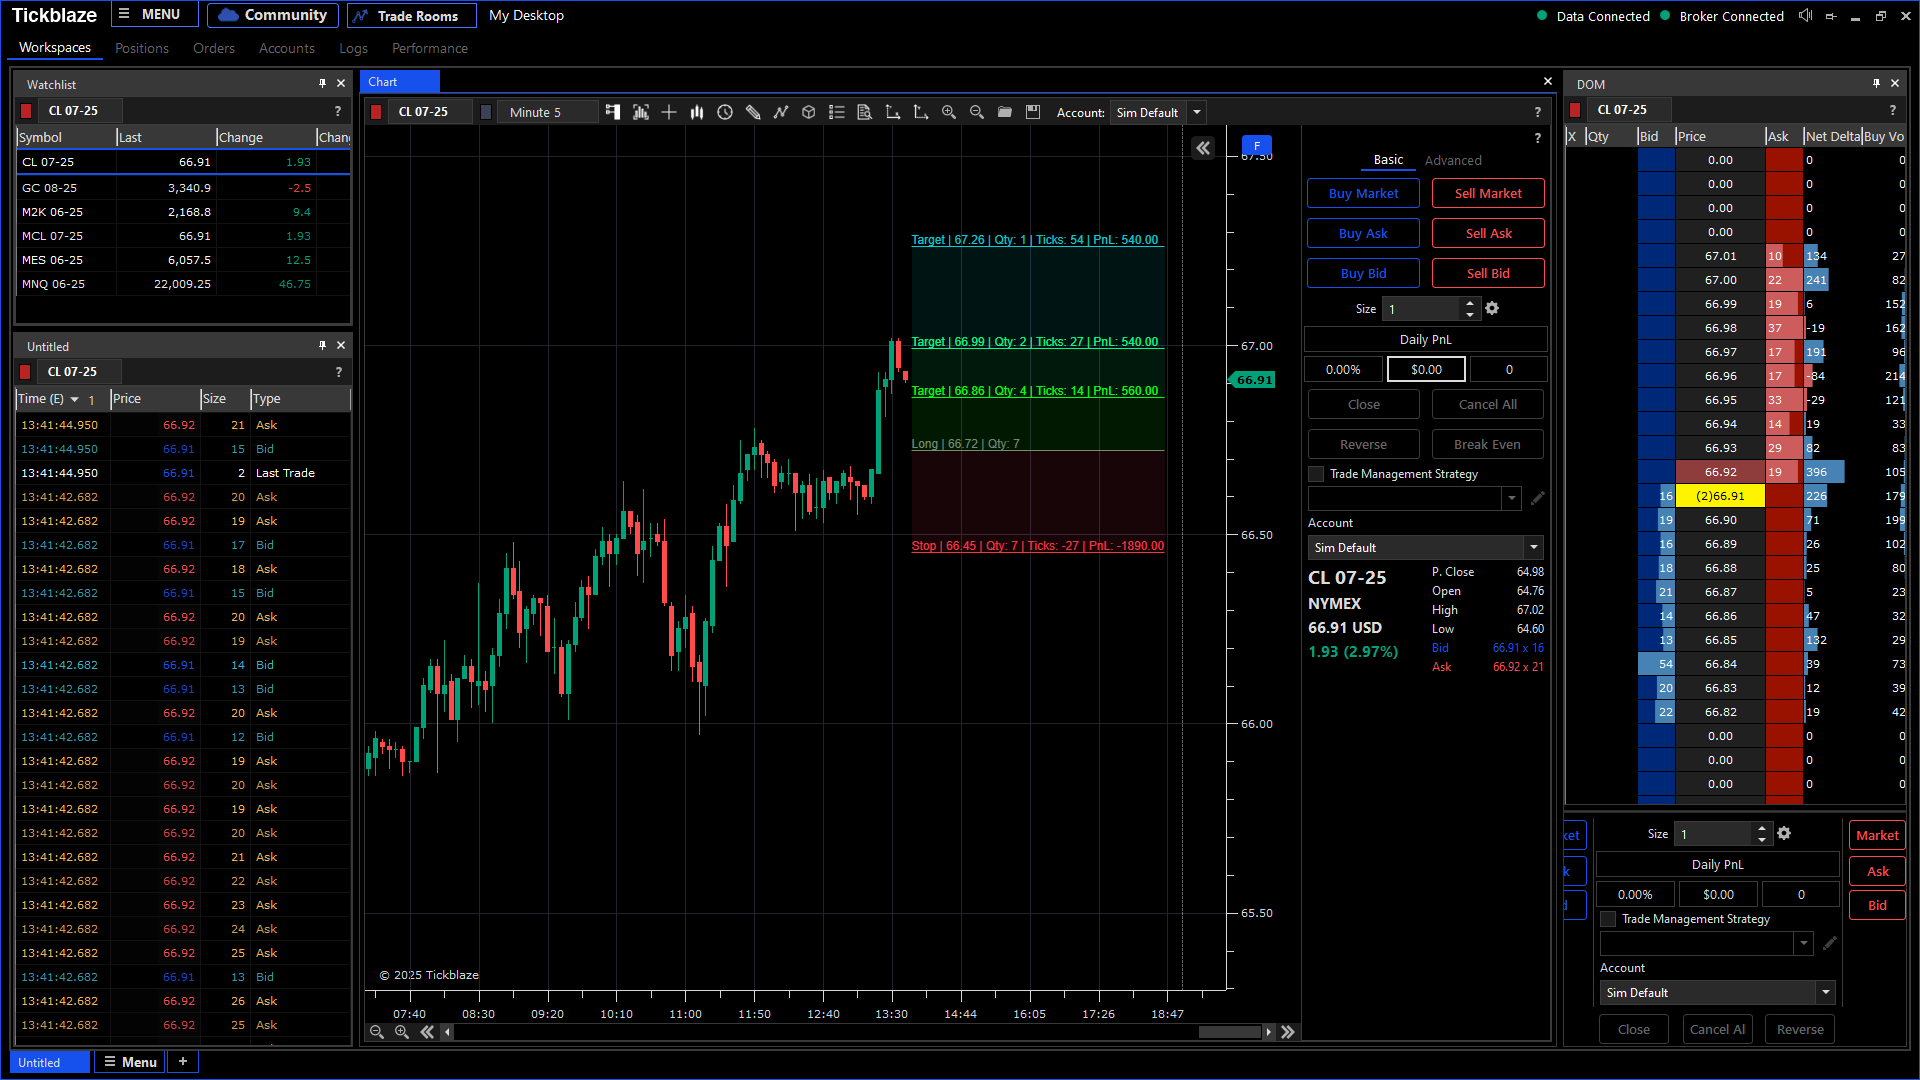 Tickblaze MENU Community Trade Rooms My Desktop Data Connected Broker Connected
Workspaces Positions Orders Accounts Logs Performance
Watchlist
CL 07-25 ?
Symbol Last Change Chan
CL 07-25 66.91 1.93
GC 08-25 3,340.9 -2.5
M2K 06-25 2,168.8 9.4
MCL 07-25 66.91 1.93
MES 06-25 6,057.5 12.5
MNQ 06-25 22,009.25 46.75
Untitled
CL 07-25 ?
Time (E) 1 Price Size Type
13:41:44.950 66.92 21 Ask
13:41:44.950 66.91 15 Bid
13:41:44.950 66.91 2 Last Trade
13:41:42.682 66.92 20 Ask
13:41:42.682 66.92 19 Ask
13:41:42.682 66.91 17 Bid
13:41:42.682 66.92 18 Ask
13:41:42.682 66.91 15 Bid
13:41:42.682 66.92 20 Ask
13:41:42.682 66.92 19 Ask
13:41:42.682 66.91 14 Bid
13:41:42.682 66.91 13 Bid
13:41:42.682 66.92 20 Ask
13:41:42.682 66.91 12 Bid
13:41:42.682 66.92 19 Ask
13:41:42.682 66.92 20 Ask
13:41:42.682 66.92 19 Ask
13:41:42.682 66.92 20 Ask
13:41:42.682 66.92 21 Ask
13:41:42.682 66.92 22 Ask
13:41:42.682 66.92 23 Ask
13:41:42.682 66.92 24 Ask
13:41:42.682 66.92 25 Ask
13:41:42.682 66.91 13 Bid
13:41:42.682 66.92 26 Ask
13:41:42.682 66.92 25 Ask
Chart
CL 07-25 Minute 5 Account: Sim Default ?
F
67.50
67.00
66.91
66.50
66.00
65.50
Target | 67.26 | Qty: 1 | Ticks: 54 | PnL: 540.00
Target | 66.99 | Qty: 2 | Ticks: 27 | PnL: 540.00
Target | 66.86 | Qty: 4 | Ticks: 14 | PnL: 560.00
Long | 66.72 | Qty: 7
Stop | 66.45 | Qty: 7 | Ticks: -27 | PnL: -1890.00
© 2025 Tickblaze
07:40 08:30 09:20 10:10 11:00 11:50 12:40 13:30 14:44 16:05 17:26 18:47
?
Basic Advanced
Buy Market Sell Market
Buy Ask Sell Ask
Buy Bid Sell Bid
Size 1
Daily PnL
0.00% $0.00 0
Close Cancel All
Reverse Break Even
Trade Management Strategy
Account
Sim Default
CL 07-25
NYMEX
66.91 USD
1.93 (2.97%)
P. Close 64.98
Open 64.76
High 67.02
Low 64.60
Bid 66.91 x 16
Ask 66.92 x 21
DOM
CL 07-25 ?
X Qty Bid Price Ask Net Delta Buy Vo
0.00 0 0
0.00 0 0
0.00 0 0
0.00 0 0
67.01 10 134 27
67.00 22 241 82
66.99 19 6 152
66.98 37 -19 162
66.97 17 191 96
66.96 17 -84 214
66.95 33 -29 121
66.94 14 19 33
66.93 29 82 83
66.92 19 396 105
16 (2)66.91 226 179
19 66.90 71 199
16 66.89 26 102
18 66.88 25 80
21 66.87 5 23
14 66.86 47 32
13 66.85 132 29
54 66.84 39 73
20 66.83 12 39
22 66.82 19 42
0.00 0 0
0.00 0 0
0.00 0 0
ket Size 1 Market
Daily PnL
k Ask
0.00% $0.00 0
d Bid
Trade Management Strategy
Account
Sim Default
Close Cancel Al Reverse
Untitled Menu +